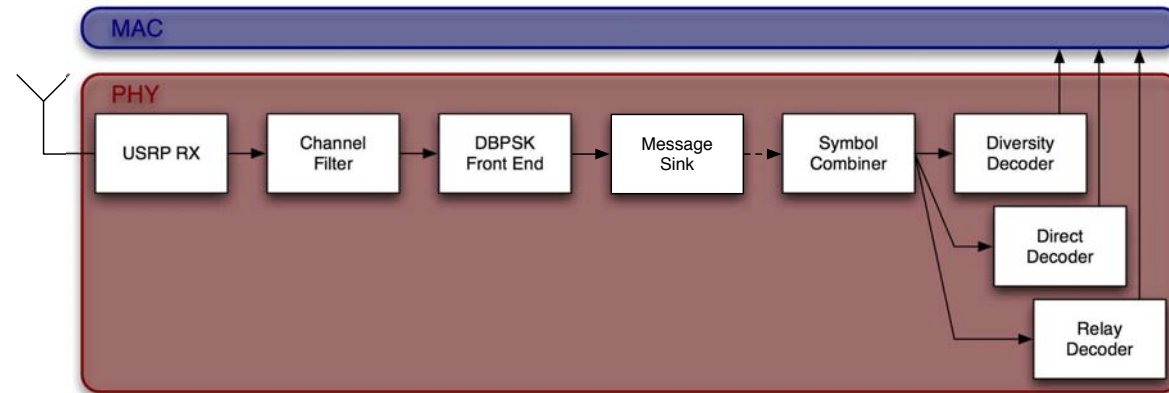 MAC
PHY
USRP RX
Channel
Filter
DBPSK
Front End
Message
Sink
Symbol
Combiner
Diversity
Decoder
Direct
Decoder
Relay
Decoder